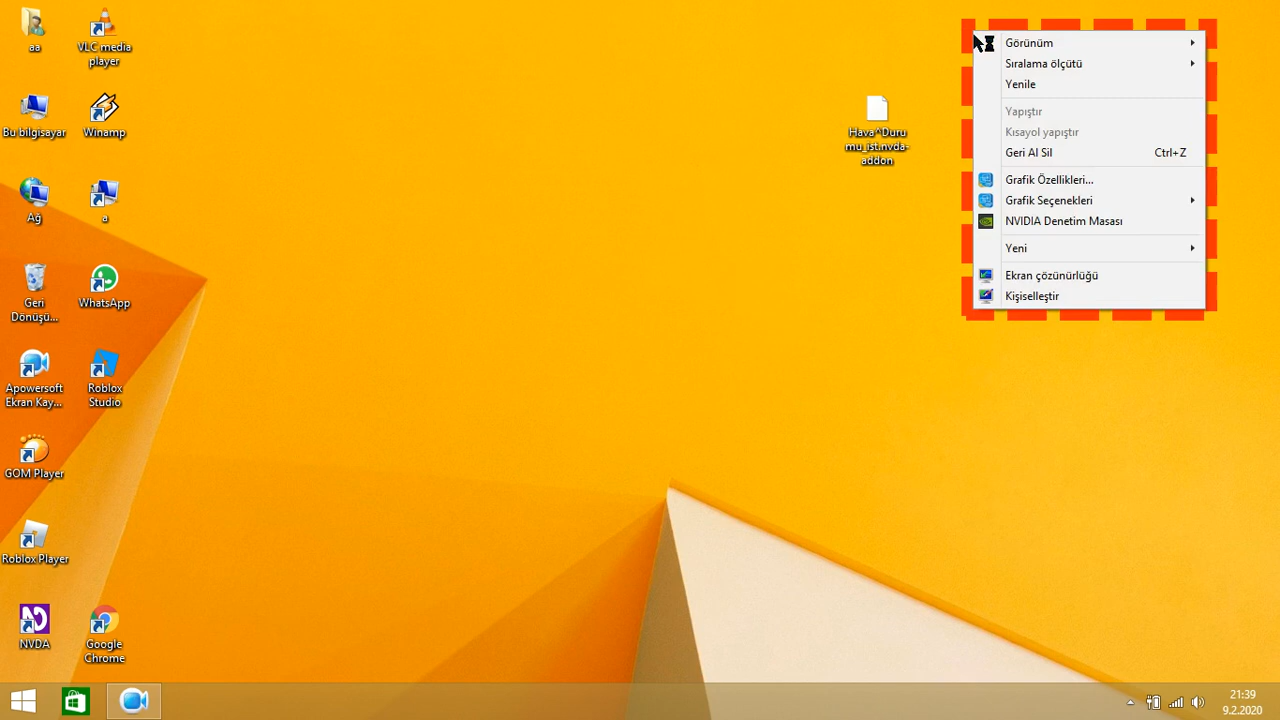 aa
VLC media
player
Bu bilgisayar
Winamp
Ağ
a
Geri
Dönüşü...
WhatsApp
Apowersoft
Ekran Kay...
Roblox
Studio
GOM Player
Roblox Player
NVDA
Google
Chrome
Hava^Duru
mu_ist.nvda-
addon
Görünüm
Sıralama ölçütü
Yenile
Yapıştır
Kısayol yapıştır
Geri Al Sil Ctrl+Z
Grafik Özellikleri...
Grafik Seçenekleri
NVIDIA Denetim Masası
Yeni
Ekran çözünürlüğü
Kişiselleştir
21:39
9.2.2020